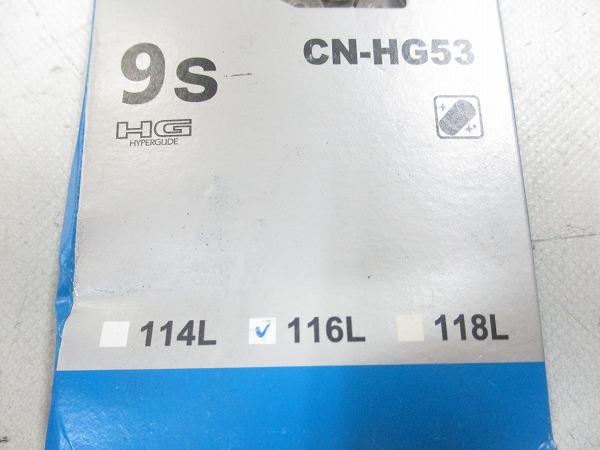 9s
CN-HG53
HG
HYPERGLIDE
114L
116L
118L